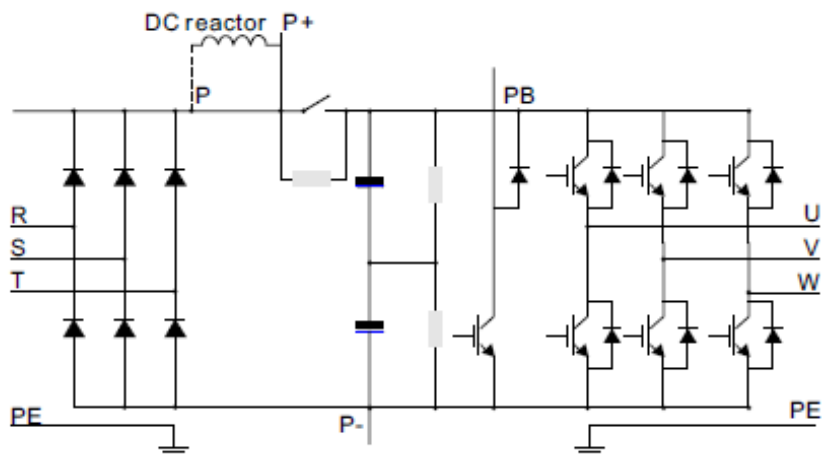 DC reactor P+
P PB
R U
S V
T W
PE PE
P-